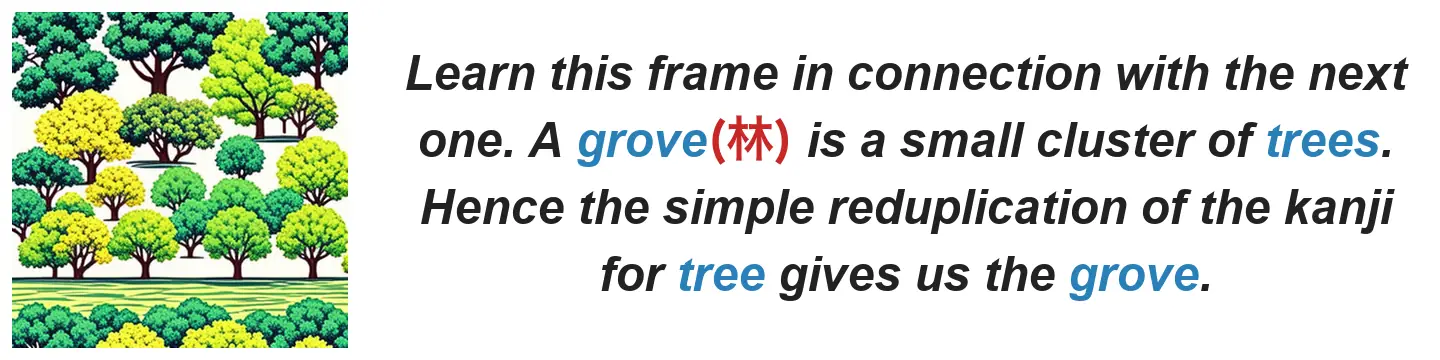 Learn this frame in connection with the next
one. A grove(林) is a small cluster of trees.
Hence the simple reduplication of the kanji
for tree gives us the grove.